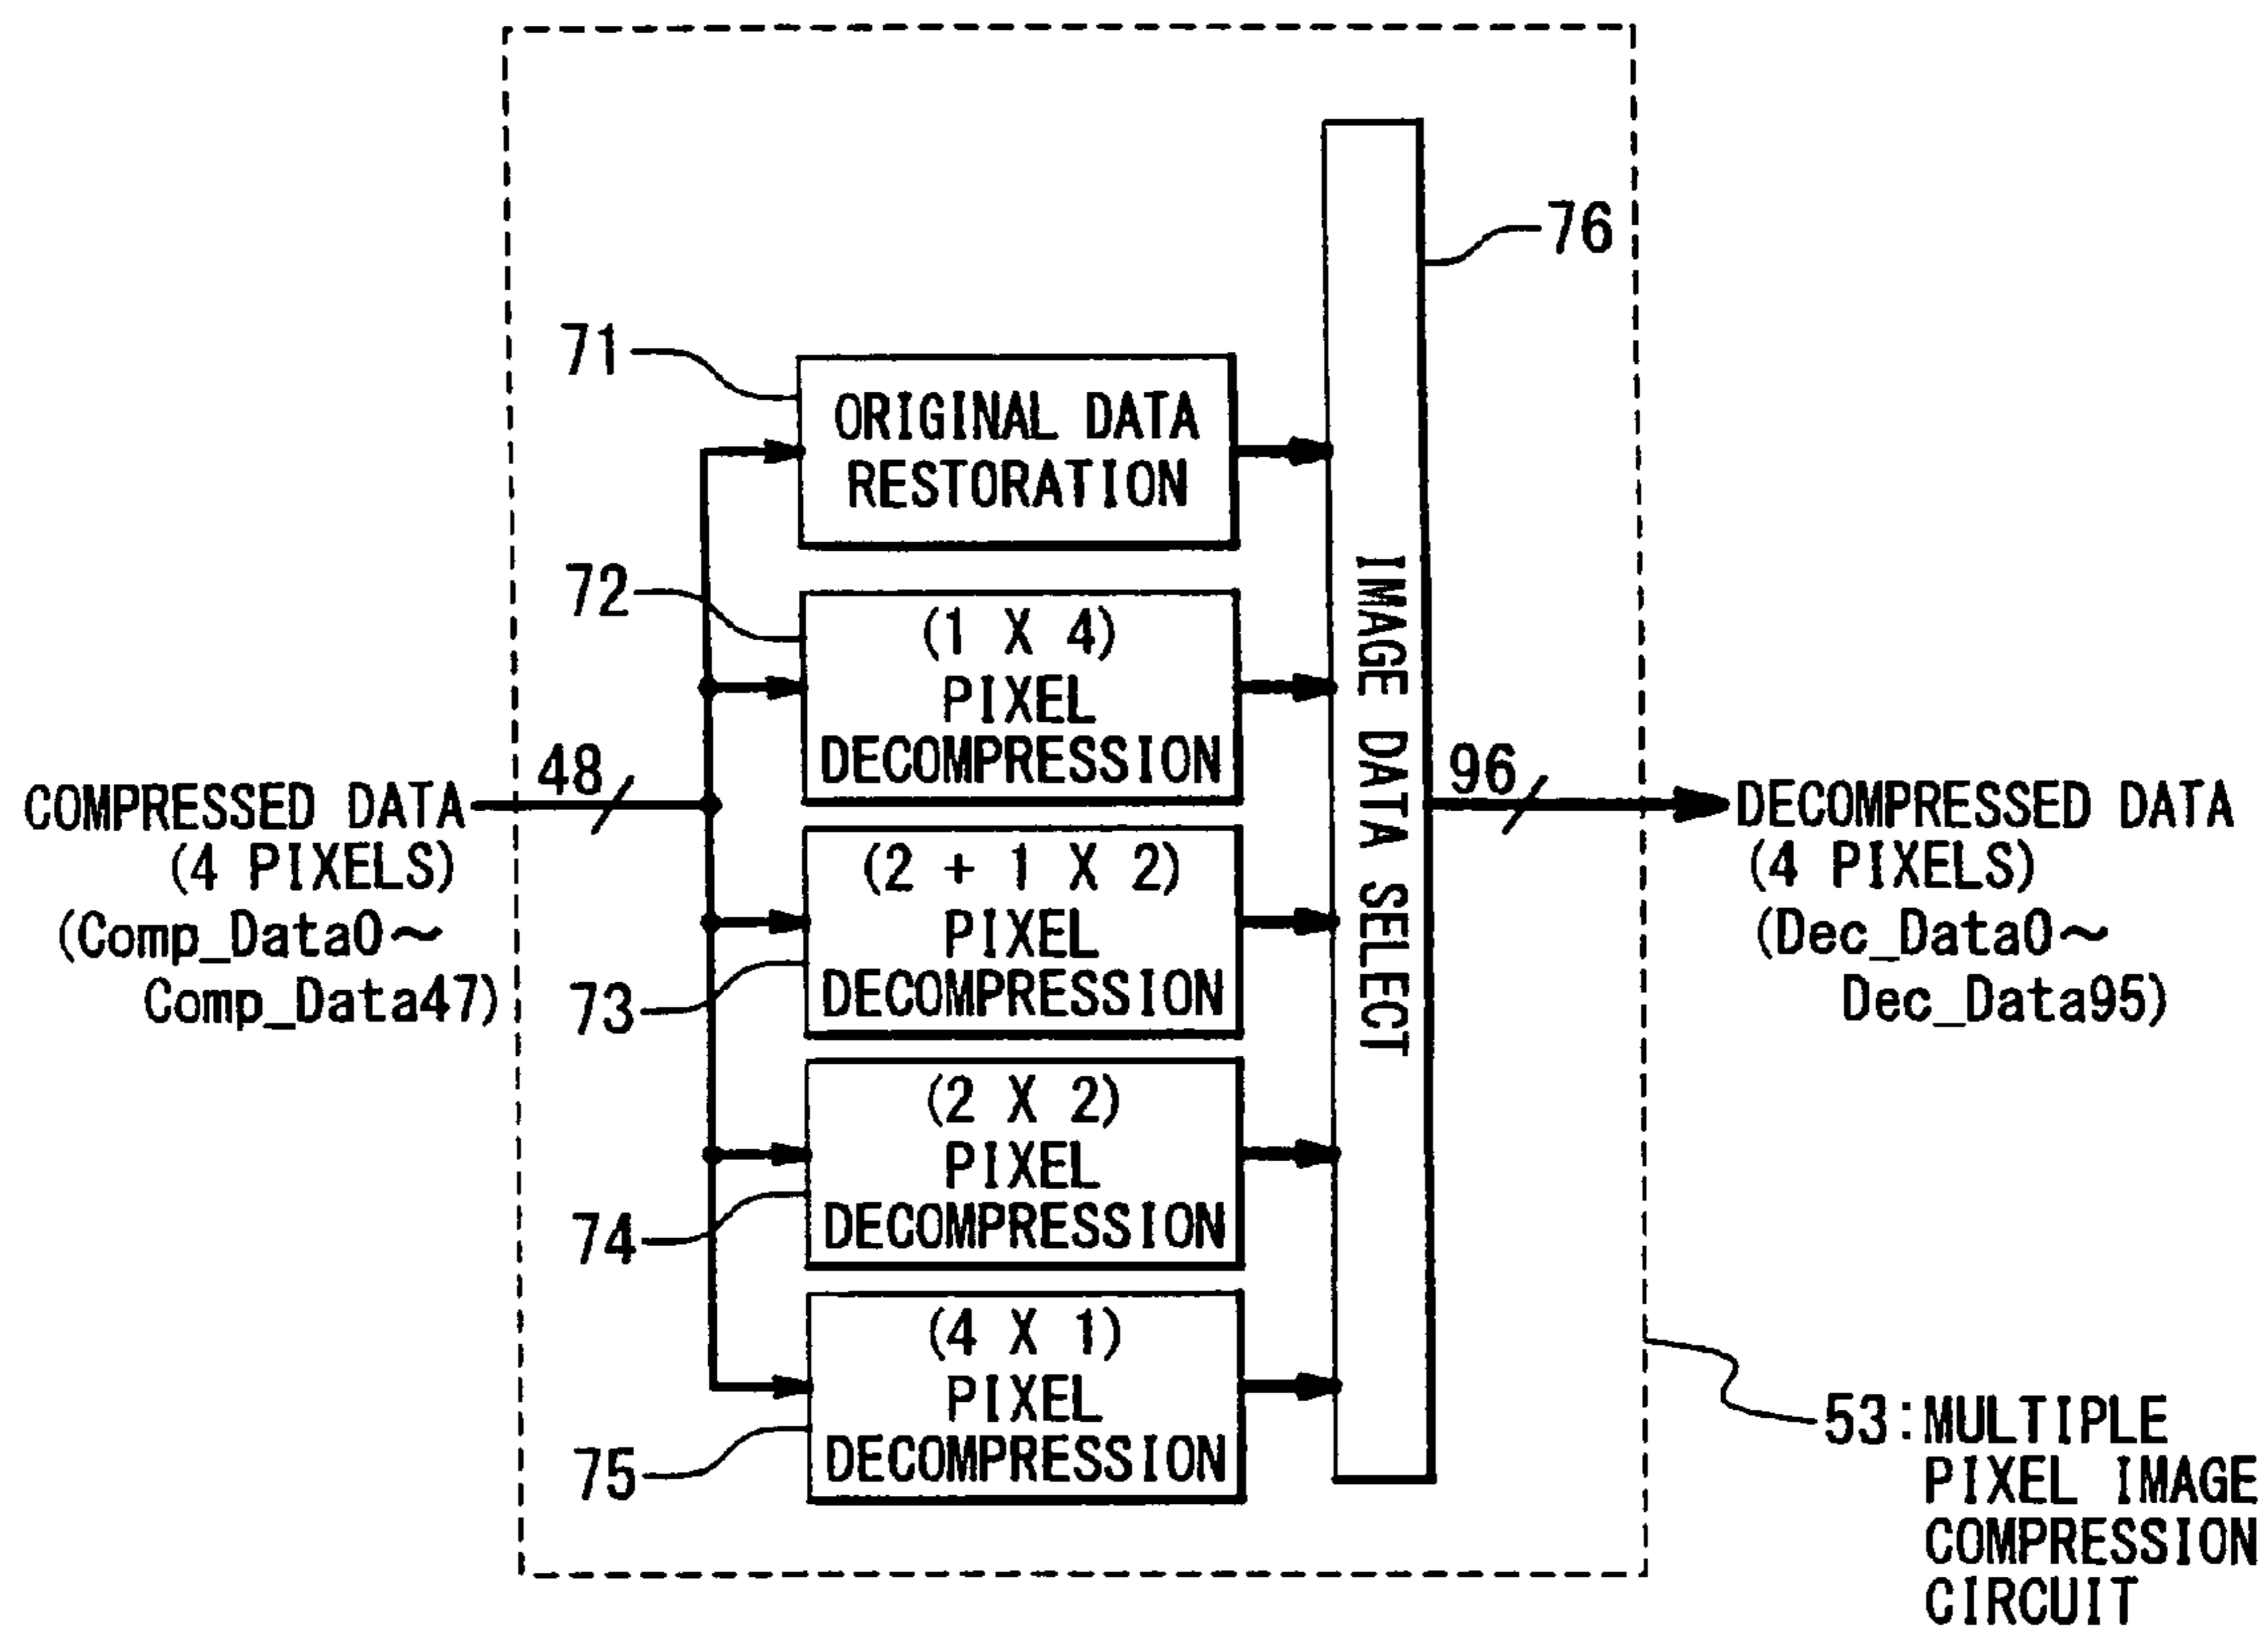 76
71
ORIGINAL DATA
RESTORATION
72
(1 X 4)
PIXEL
DECOMPRESSION
48
COMPRESSED DATA
(4 PIXELS)
(Comp_Data0～
Comp_Data47)
(2 + 1 X 2)
PIXEL
DECOMPRESSION
73
(2 X 2)
PIXEL
DECOMPRESSION
74
(4 X 1)
PIXEL
DECOMPRESSION
75
IMAGE DATA SELECT
96
DECOMPRESSED DATA
(4 PIXELS)
(Dec_Data0～
Dec_Data95)
53:MULTIPLE
PIXEL IMAGE
COMPRESSION
CIRCUIT